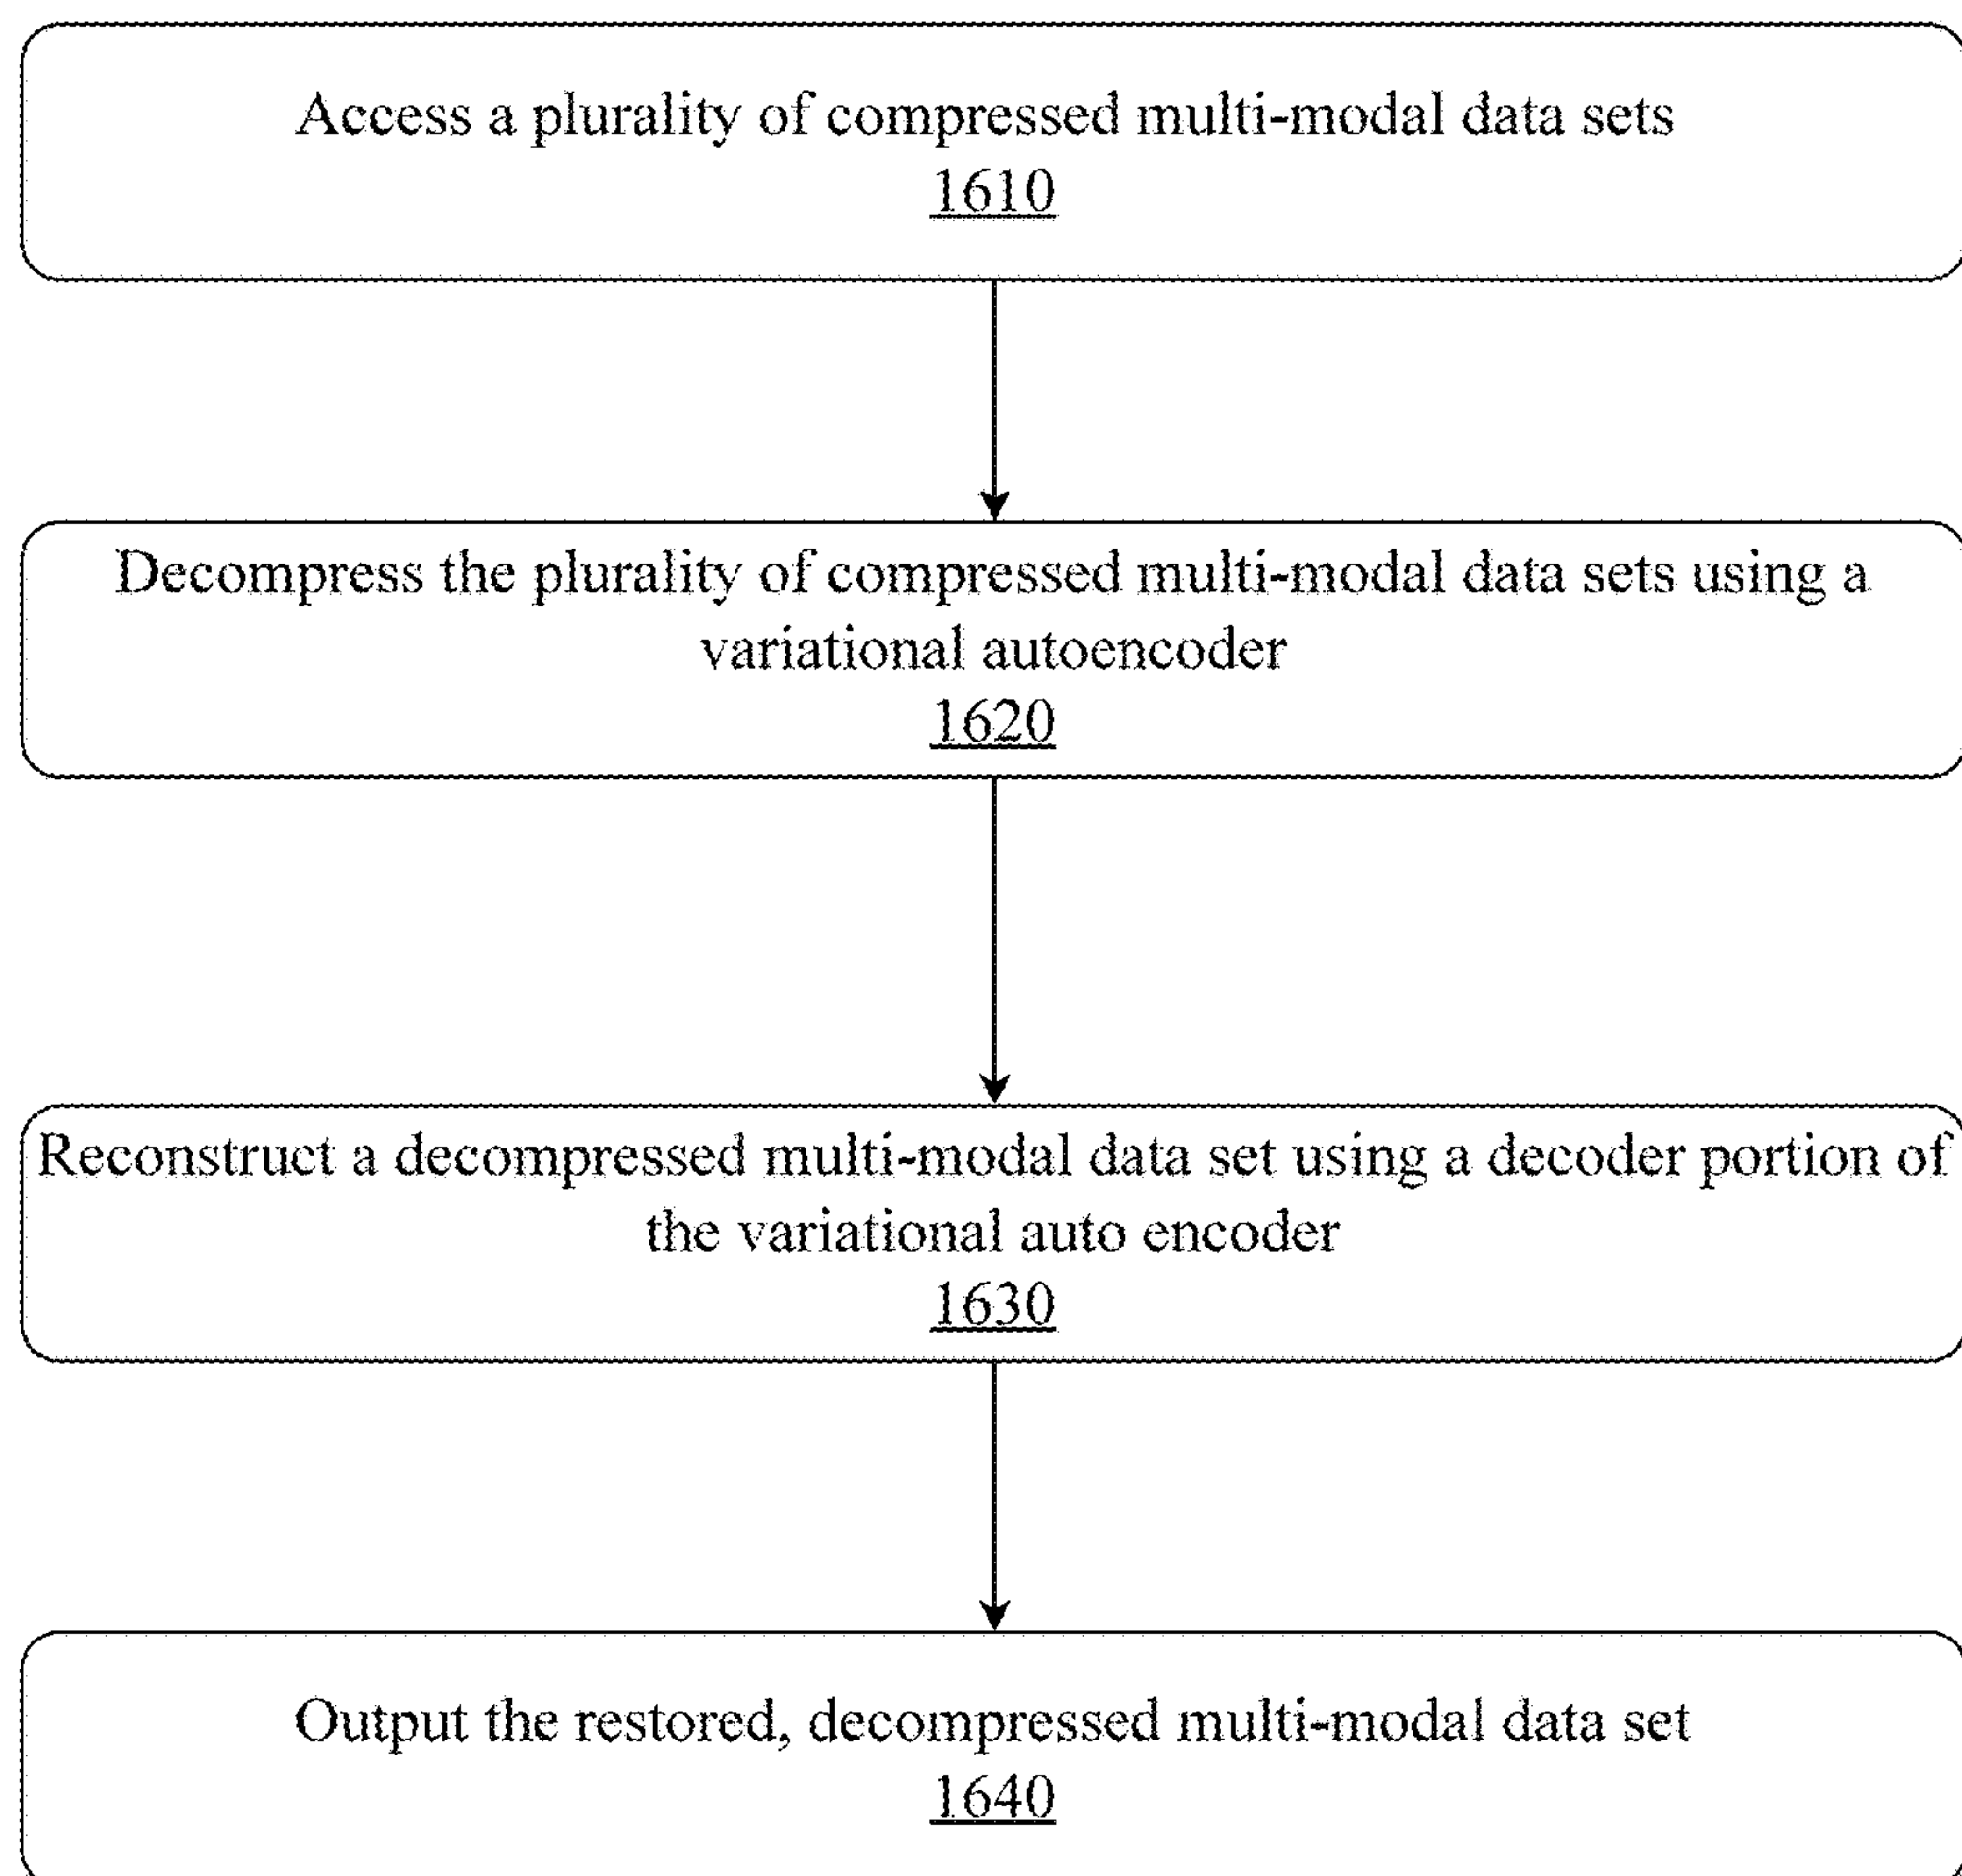 Access a plurality of compressed multi-modal data sets
1610
Decompress the plurality of compressed multi-modal data sets using a
variational autoencoder
1620
Reconstruct a decompressed multi-modal data set using a decoder portion of
the variational auto encoder
1630
Output the restored, decompressed multi-modal data set
1640